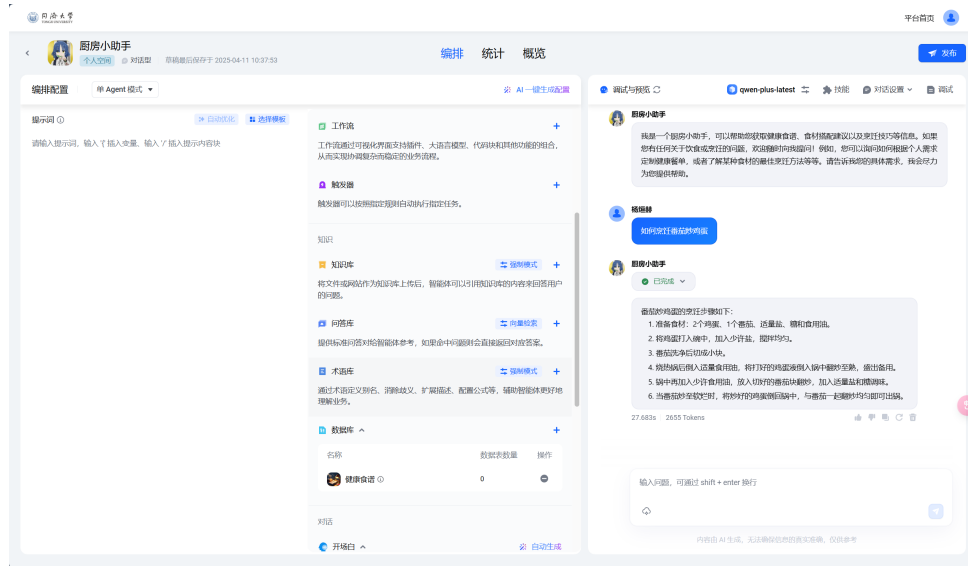 同济大学
TONGJI UNIVERSITY
平台首页
厨房小助手
个人空间 对话型 草稿最后保存于 2025-04-11 10:37:53
编排 统计 概览
发布
编排配置 单 Agent 模式
AI 一键生成配置
提示词
自动优化 选择模板
请输入提示词，输入 '{' 插入变量，输入 '/' 插入提示内容块
工作流
工作流通过可视化界面支持插件、大语言模型、代码块和其他功能的组合，
从而实现协调复杂而稳定的业务流程。
触发器
触发器可以按照指定规则自动执行指定任务。
知识
知识库 强制模式
将文件或网站作为知识库上传后，智能体可以引用知识库的内容来回答用户
的问题。
问答库 向量检索
提供标准问答对给智能体参考，如果命中问题则会直接返回对应答案。
术语库 强制模式
通过术语定义别名、消除歧义、扩展描述、配置公式等，辅助智能体更好地
理解业务。
数据库
名称 数据表数量 操作
健康食谱 0
对话
开场白 自动生成
调试与预览
qwen-plus-latest 技能 对话设置 调试
厨房小助手
我是一个厨房小助手，可以帮助您获取健康食谱、食材搭配建议以及烹饪技巧等信息。如果
您有任何关于饮食或烹饪的问题，欢迎随时向我提问！例如，您可以询问如何根据个人需求
定制健康餐单，或者了解某种食材的最佳烹饪方法等等。请告诉我您的具体需求，我会尽力
为您提供帮助。
杨恒赫
如何烹饪番茄炒鸡蛋
厨房小助手
已完成
番茄炒鸡蛋的烹饪步骤如下：
1. 准备食材：2个鸡蛋、1个番茄、适量盐、糖和食用油。
2. 将鸡蛋打入碗中，加入少许盐，搅拌均匀。
3. 番茄洗净后切成小块。
4. 烧热锅后倒入适量食用油，将打好的鸡蛋液倒入锅中翻炒至熟，盛出备用。
5. 锅中再加入少许食用油，放入切好的番茄块翻炒，加入适量盐和糖调味。
6. 当番茄炒至软烂时，将炒好的鸡蛋倒回锅中，与番茄一起翻炒均匀即可出锅。
27.683s 2655 Tokens
输入问题，可通过 shift + enter 换行
内容由 AI 生成，无法确保信息的真实准确，仅供参考